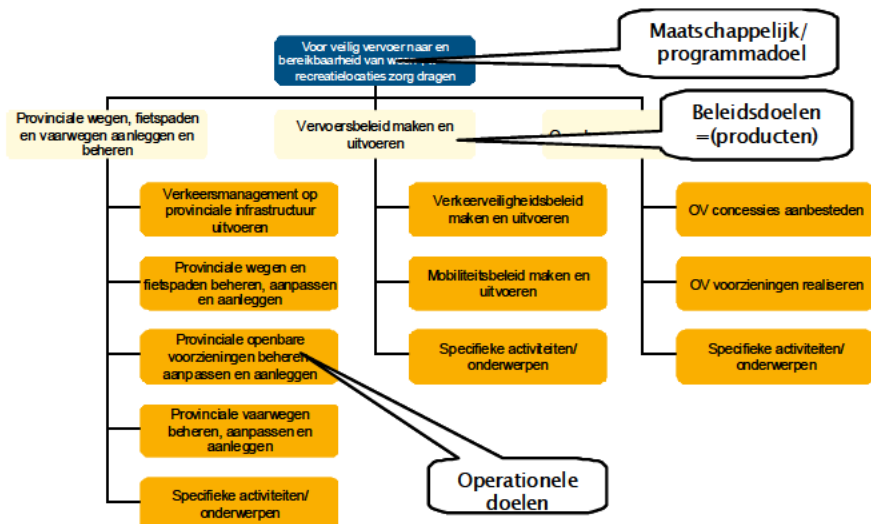 Voor veilig vervoer naar en
bereikbaarheid van
recreatielocaties zorg dragen
Maatschappelijk/
programmadoel
Provinciale wegen, fietspaden
en vaarwegen aanleggen en
beheren
Vervoersbeleid maken en
uitvoeren
Beleidsdoelen
=(producten)
Verkeersmanagement op
provinciale infrastructuur
uitvoeren
Provinciale wegen en
fietspaden beheren, aanpassen
en aanleggen
Provinciale openbare
voorzieningen beheren
aanpassen en aanleggen
Provinciale vaarwegen
beheren, aanpassen en
aanleggen
Specifieke activiteiten/
onderwerpen
Verkeerveiligheidsbeleid
maken en uitvoeren
Mobiliteitsbeleid maken en
uitvoeren
Specifieke activiteiten/
onderwerpen
OV concessies aanbesteden
OV voorzieningen realiseren
Specifieke activiteiten/
onderwerpen
Operationele
doelen